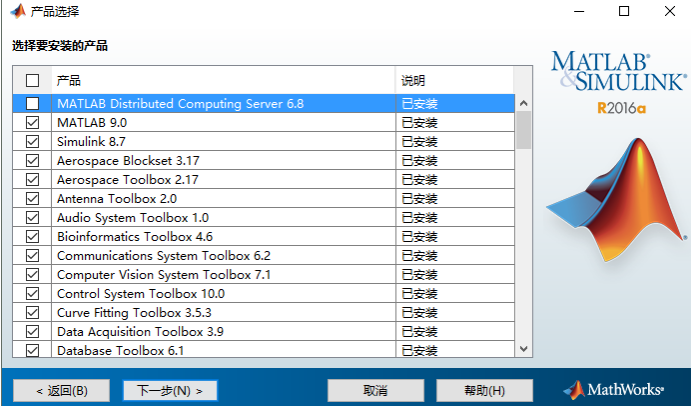 产品选择
选择要安装的产品
产品 说明
MATLAB Distributed Computing Server 6.8 已安装
MATLAB 9.0 已安装
Simulink 8.7 已安装
Aerospace Blockset 3.17 已安装
Aerospace Toolbox 2.17 已安装
Antenna Toolbox 2.0 已安装
Audio System Toolbox 1.0 已安装
Bioinformatics Toolbox 4.6 已安装
Communications System Toolbox 6.2 已安装
Computer Vision System Toolbox 7.1 已安装
Control System Toolbox 10.0 已安装
Curve Fitting Toolbox 3.5.3 已安装
Data Acquisition Toolbox 3.9 已安装
Database Toolbox 6.1 已安装
MATLAB®
&SIMULINK®
R2016a
< 返回(B) 下一步(N) > 取消 帮助(H) MathWorks®